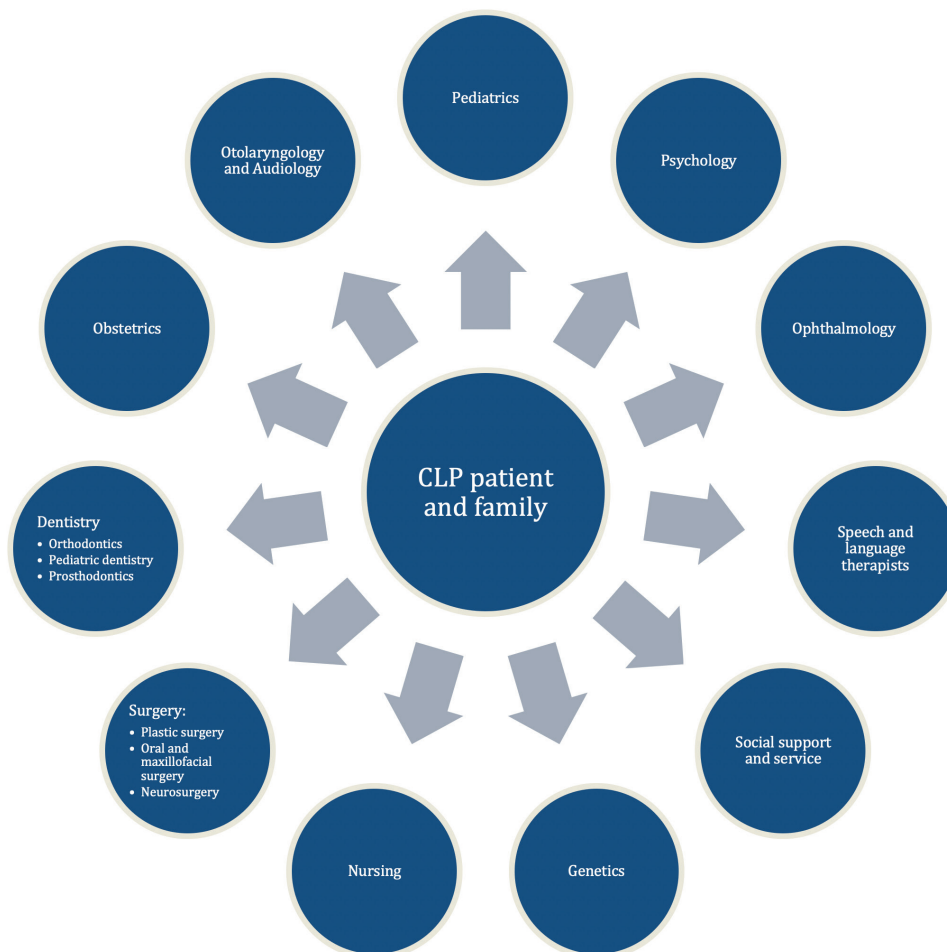 Pediatrics
Psychology
Ophthalmology
Speech and
language
therapists
Social support
and service
Genetics
Nursing
Surgery:
• Plastic surgery
• Oral and
maxillofacial
surgery
• Neurosurgery
Dentistry
• Orthodontics
• Pediatric dentistry
• Prosthodontics
Obstetrics
Otolaryngology
and Audiology
CLP patient
and family